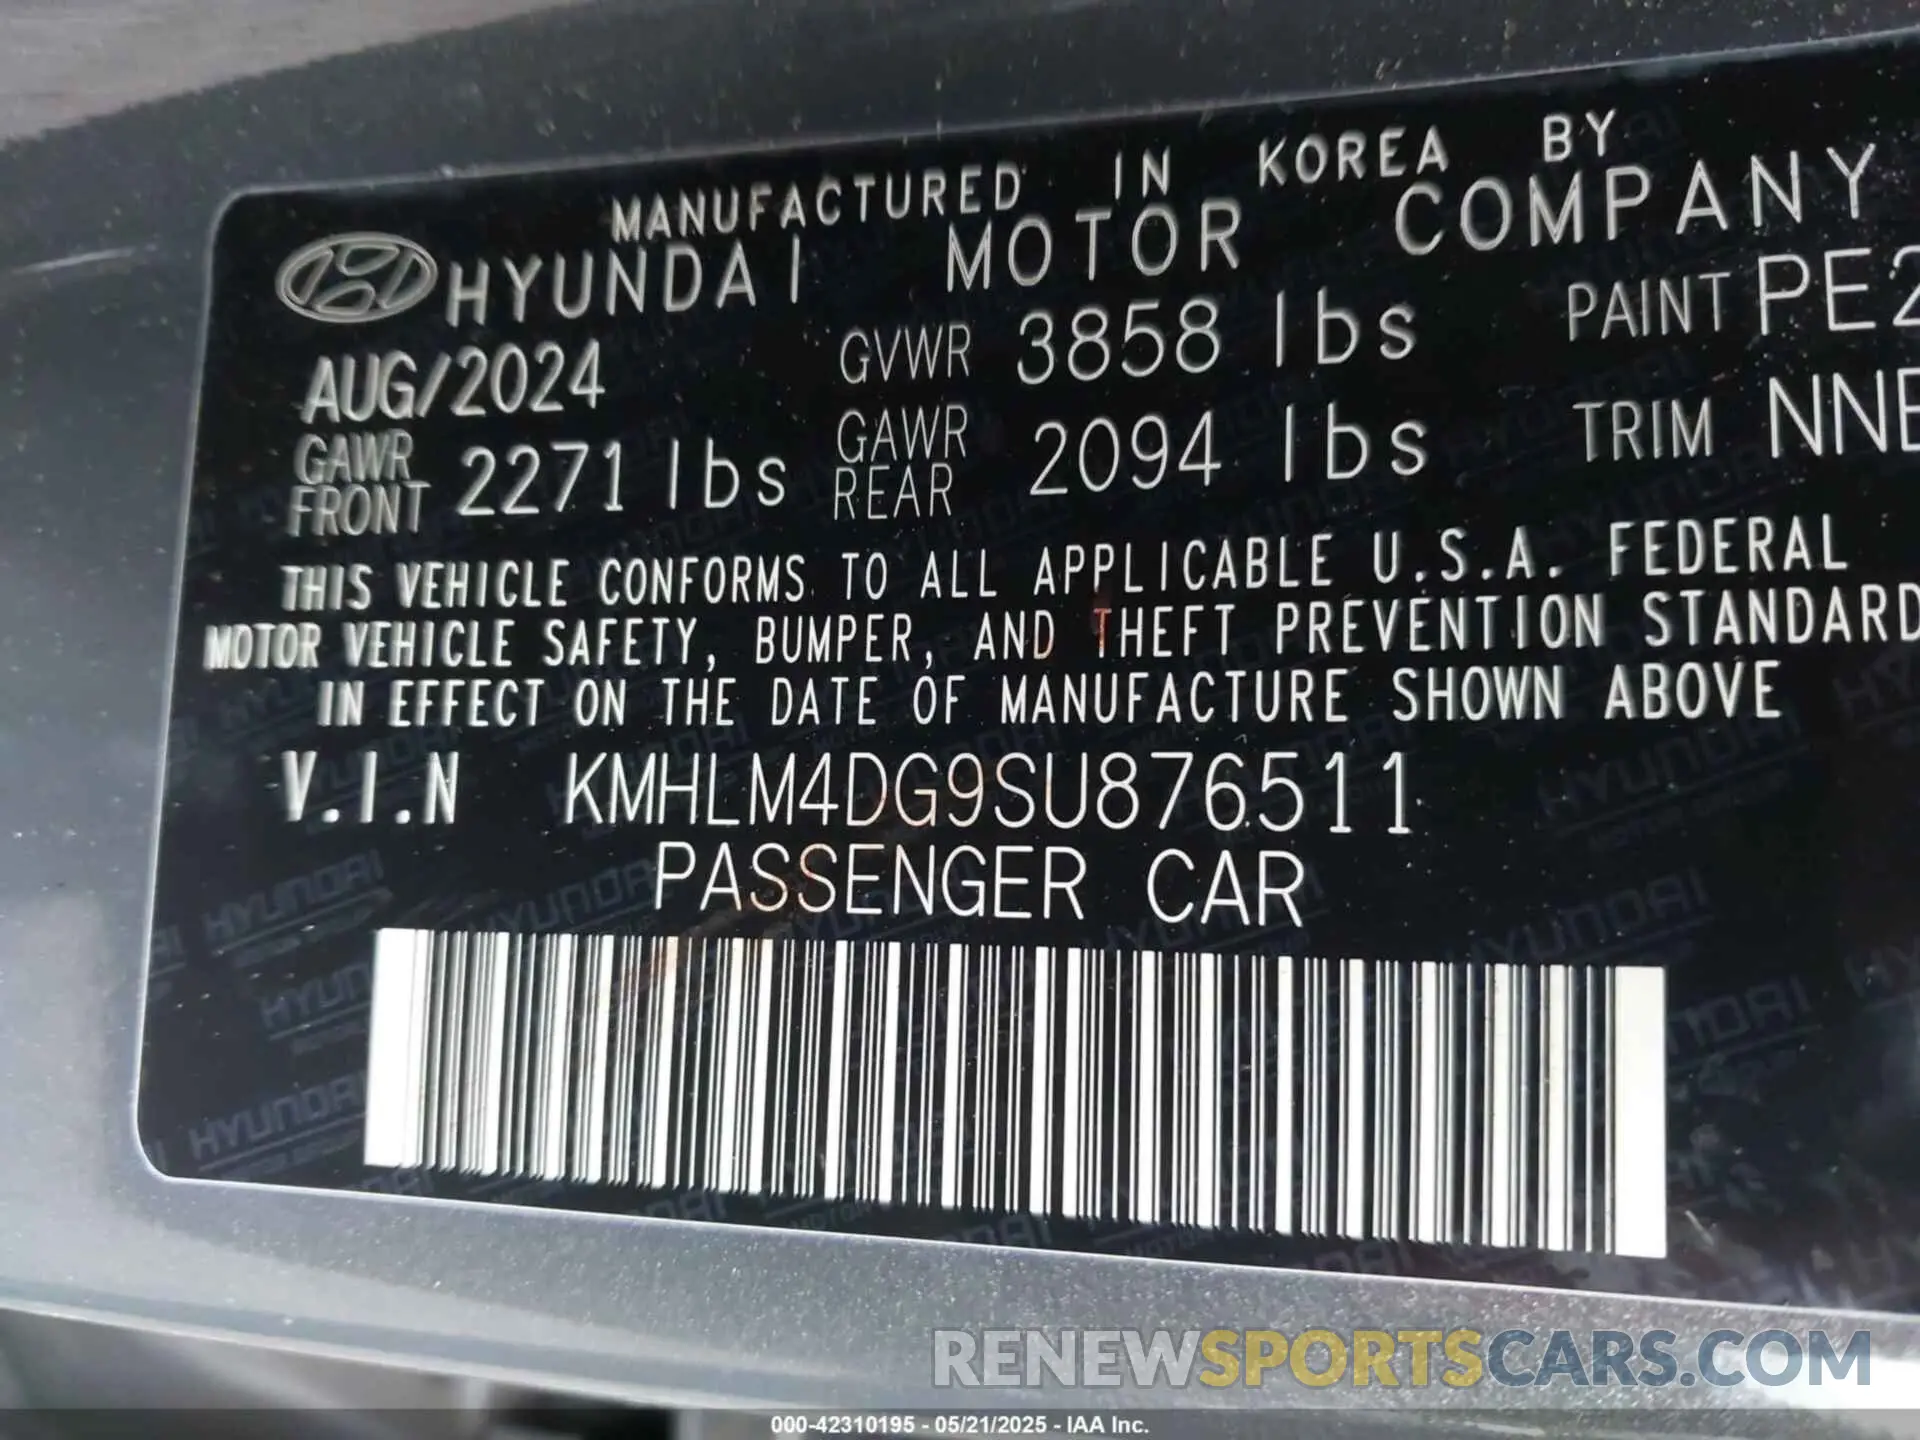 MANUFACTURED IN KOREA BY
HYUNDAI MOTOR COMPANY
AUG/2024 GVWR 3858 lbs PAINT PE2
GAWR FRONT 2271 lbs GAWR REAR 2094 lbs TRIM NNB
THIS VEHICLE CONFORMS TO ALL APPLICABLE U.S.A. FEDERAL
MOTOR VEHICLE SAFETY, BUMPER, AND THEFT PREVENTION STANDARD
IN EFFECT ON THE DATE OF MANUFACTURE SHOWN ABOVE
V.I.N KMHLM4DG9SU876511
PASSENGER CAR
RENEWSPORTSCARS.COM
000-42310195 - 05/21/2025 - IAA Inc.